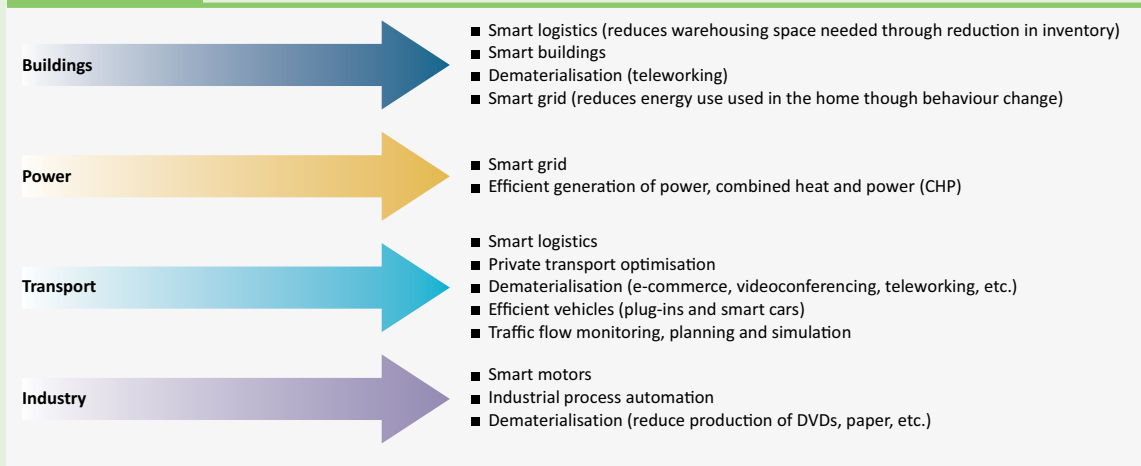 Buildings
■ Smart logistics (reduces warehousing space needed through reduction in inventory)
■ Smart buildings
■ Dematerialisation (teleworking)
■ Smart grid (reduces energy use used in the home though behaviour change)
Power
■ Smart grid
■ Efficient generation of power, combined heat and power (CHP)
Transport
■ Smart logistics
■ Private transport optimisation
■ Dematerialisation (e-commerce, videoconferencing, teleworking, etc.)
■ Efficient vehicles (plug-ins and smart cars)
■ Traffic flow monitoring, planning and simulation
Industry
■ Smart motors
■ Industrial process automation
■ Dematerialisation (reduce production of DVDs, paper, etc.)